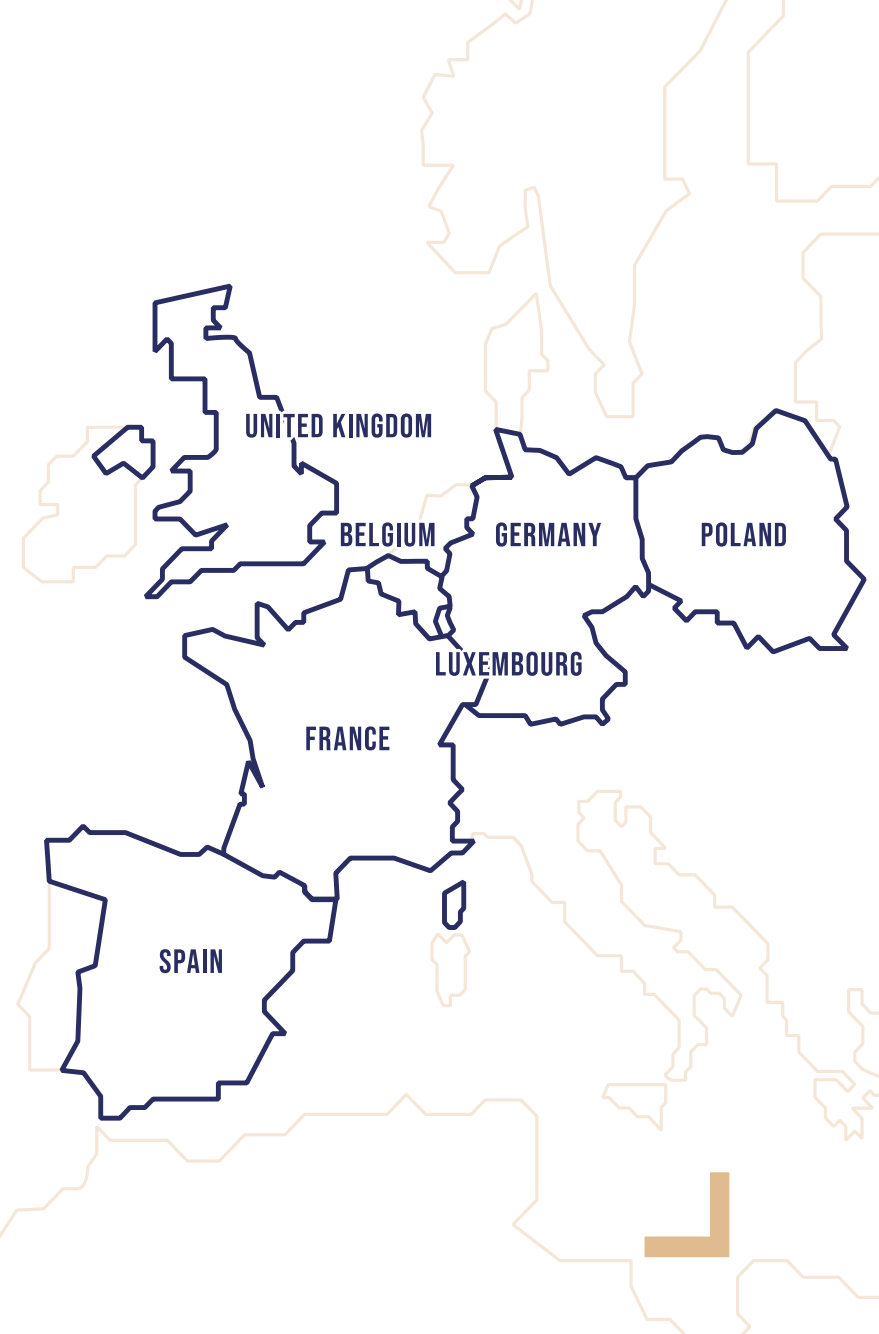 UNITED KINGDOM
BELGIUM
GERMANY
POLAND
LUXEMBOURG
FRANCE
SPAIN